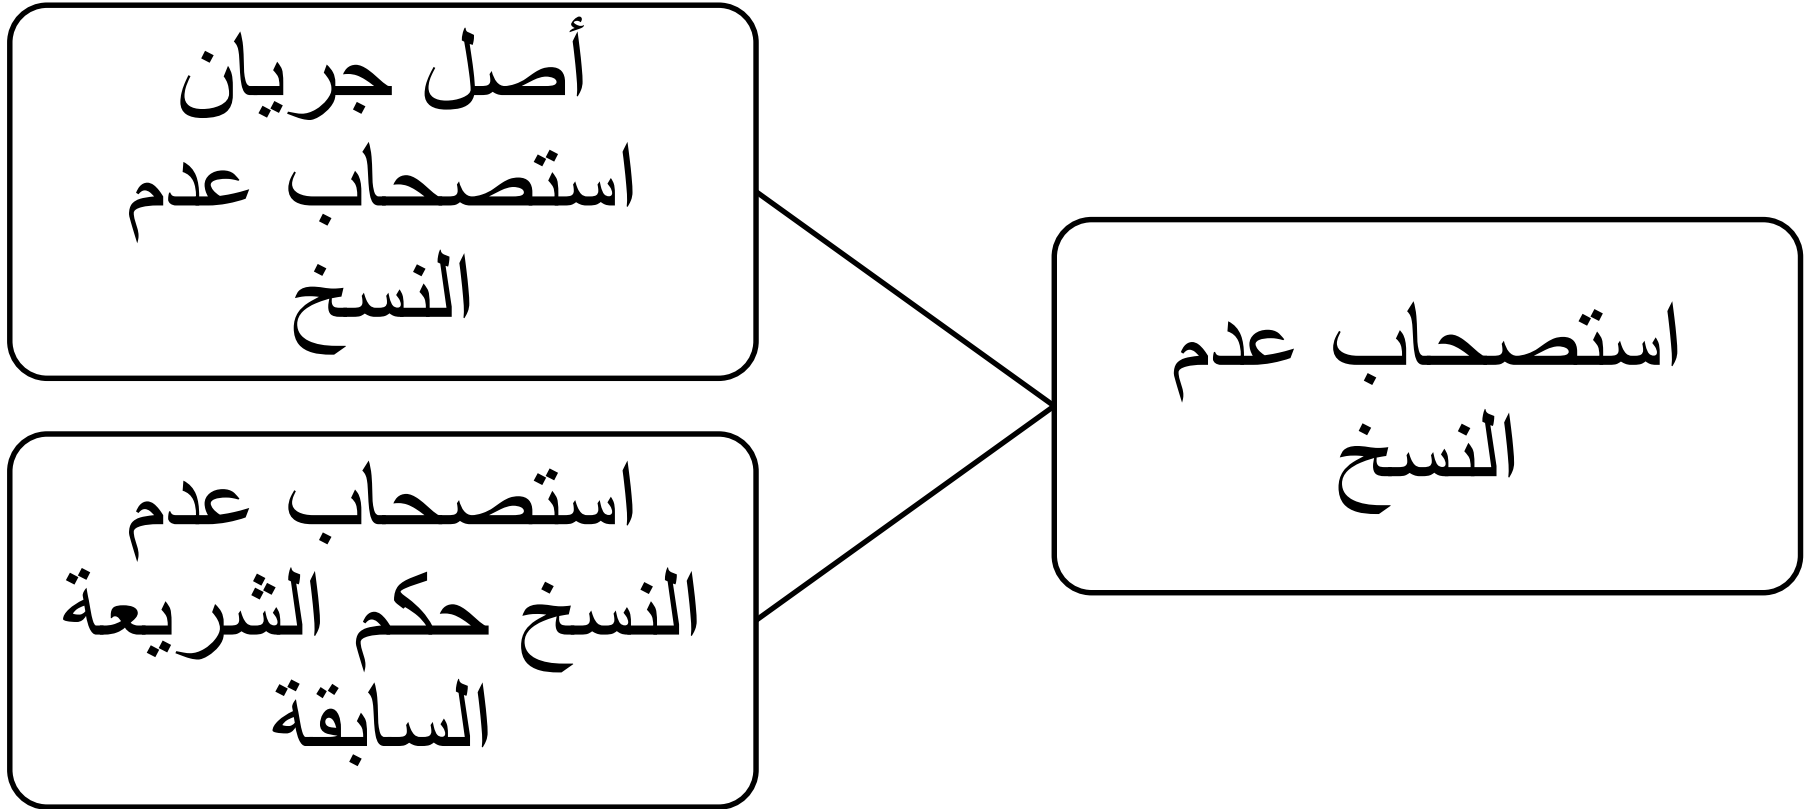 استصحاب عدم
النسخ
أصل جريان
استصحاب عدم
النسخ
استصحاب عدم
النسخ حكم الشريعة
السابقة